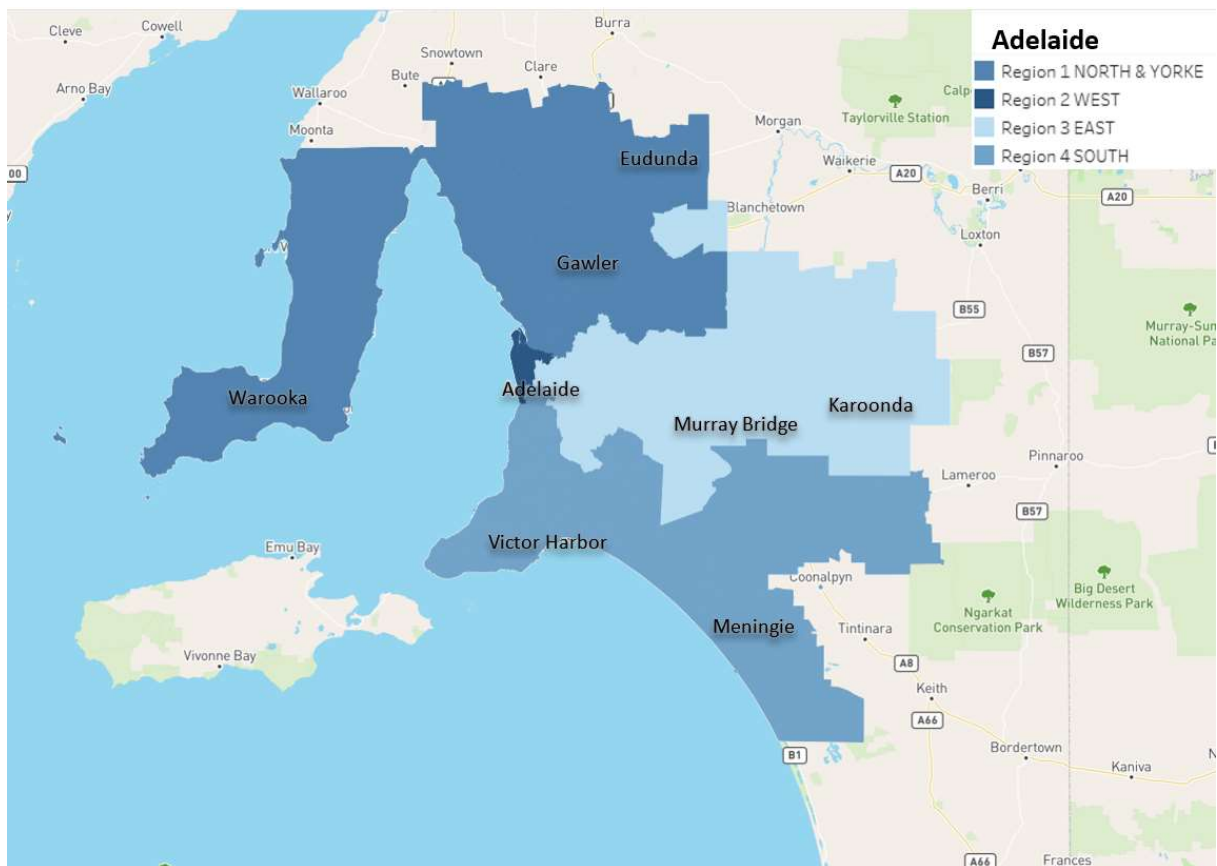 Adelaide
Region 1 NORTH & YORKE
Region 2 WEST
Region 3 EAST
Region 4 SOUTH
Cleve
Cowell
Burra
Snowtown
Clare
Bute
Arno Bay
Wallaroo
Taylorville Station
Moonta
Morgan
Eudunda
Waikerie
A20
Berri
A20
Blanchetown
Loxton
Gawler
B55
Murray-Sun
National Pa
B57
Warooka
Adelaide
Karoonda
Murray Bridge
Pinnaroo
Lameroo
B57
Victor Harbor
Emu Bay
Coonalpyn
Big Desert
Wilderness Park
Ngarkat
Conservation Park
Meningie
Tintinara
Vivonne Bay
A8
Keith
A66
Bordertown
B1
Kaniva
A66
Frances